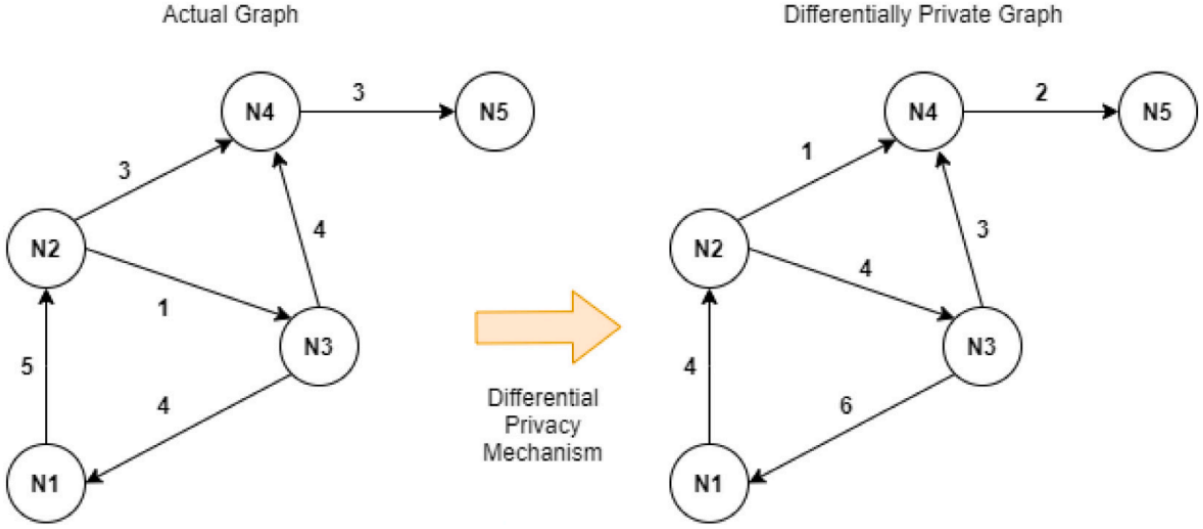 Actual Graph
Differentially Private Graph
N4
3
N5
3
N2
4
1
N3
5
4
N1
Differential
Privacy
Mechanism
N4
2
N5
1
N2
3
4
N3
4
6
N1